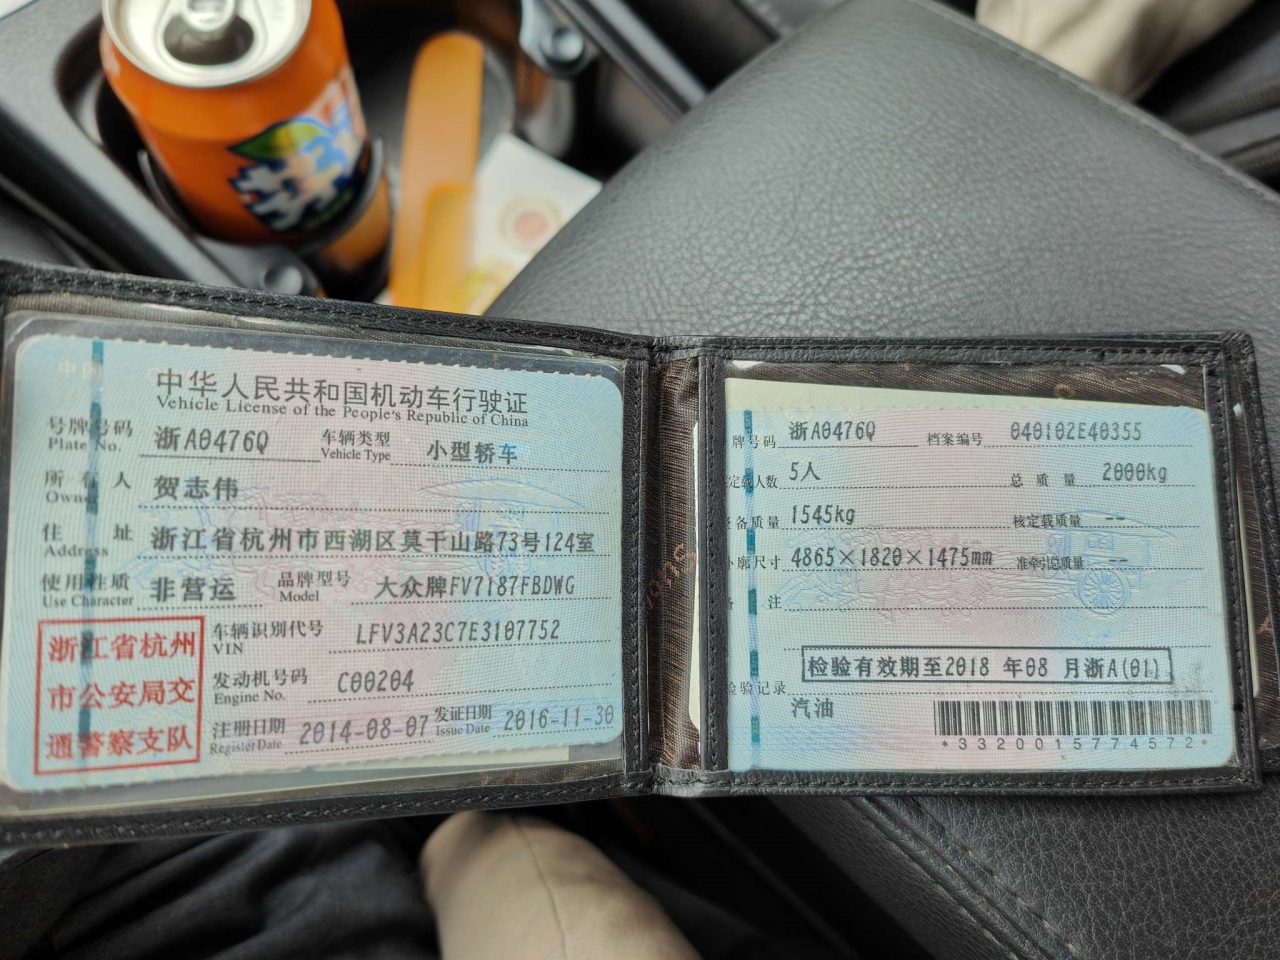 中华人民共和国机动车行驶证
Vehicle License of the People's Republic of China
号牌号码 浙A0476Q 车辆类型 小型轿车
Plate No. Vehicle Type
所有人 贺志伟
Owner
住址 浙江省杭州市西湖区莫干山路73号124室
Address
使用性质 非营运 品牌型号 大众牌FV7187FBDWG
Use Character Model
浙江省杭州
市公安局交
通警察支队
车辆识别代号 LFV3A23C7E3107752
VIN
发动机号码 C00204
Engine No.
注册日期 2014-08-07 发证日期 2016-11-30
Register Date Issue Date
牌号码 浙A0476Q 档案编号 040102E40355
定载人数 5人 总质量 2000kg
备质量 1545kg 核定载质量 --
外廓尺寸 4865×1820×1475mm 准牵引总质量 --
注
检验有效期至2018 年08 月浙A(01)
检验记录
汽油
*3320015774572*